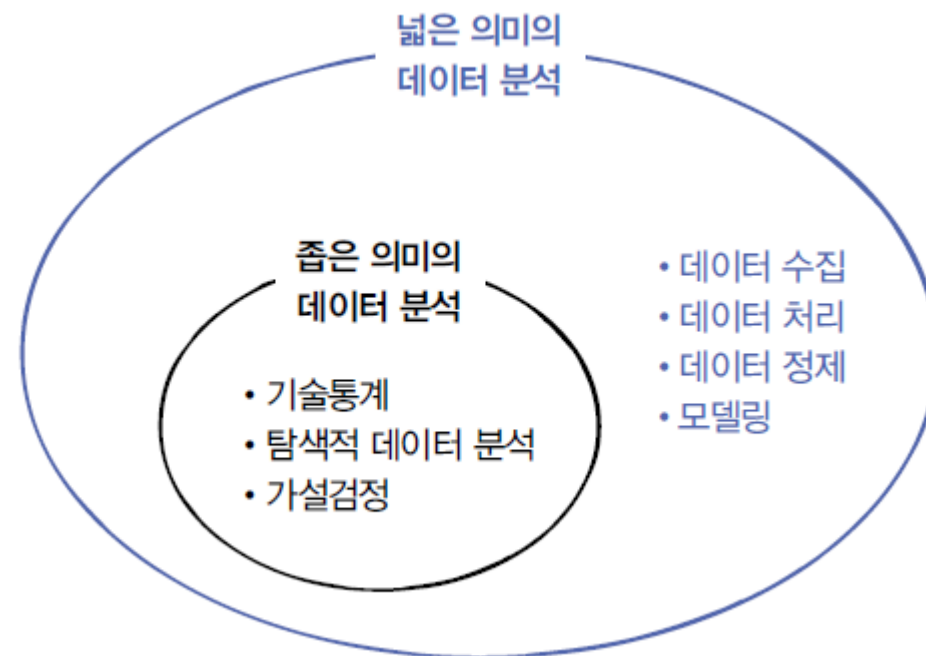 넓은 의미의
데이터 분석
좁은 의미의
데이터 분석
• 기술통계
• 탐색적 데이터 분석
• 가설검정
• 데이터 수집
• 데이터 처리
• 데이터 정제
• 모델링